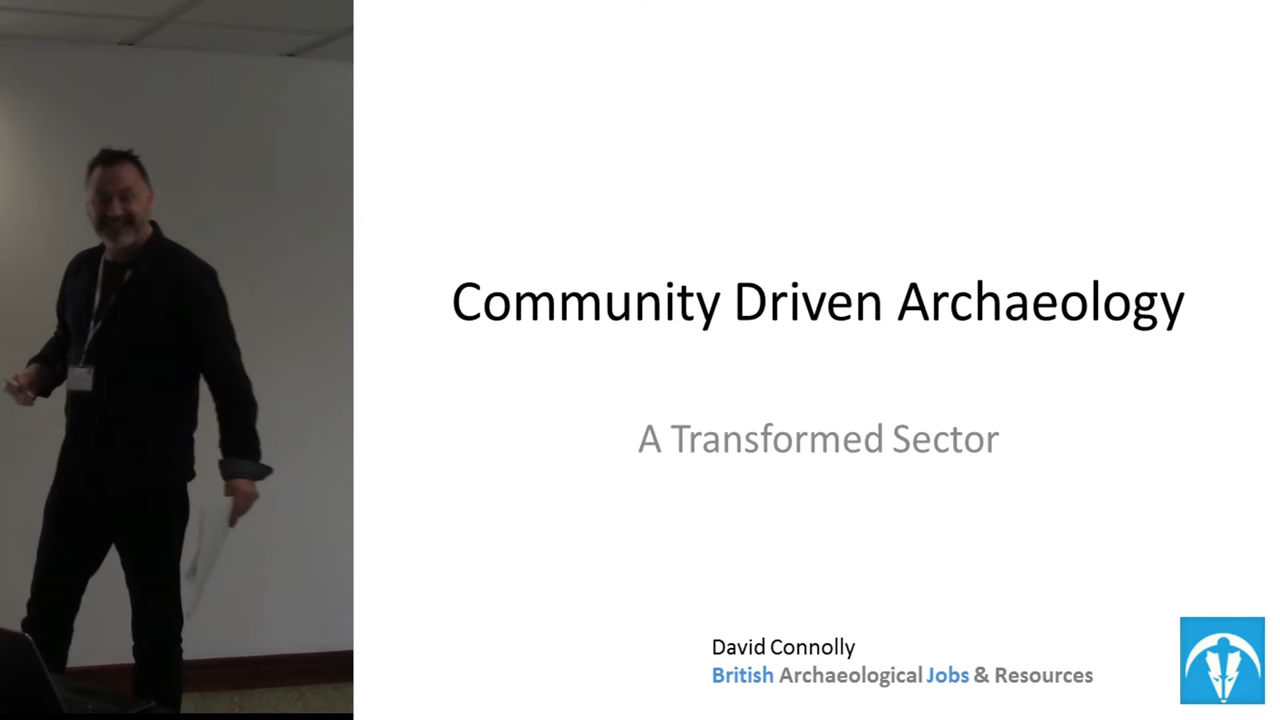 Community Driven Archaeology
A Transformed Sector
David Connolly
British Archaeological Jobs & Resources